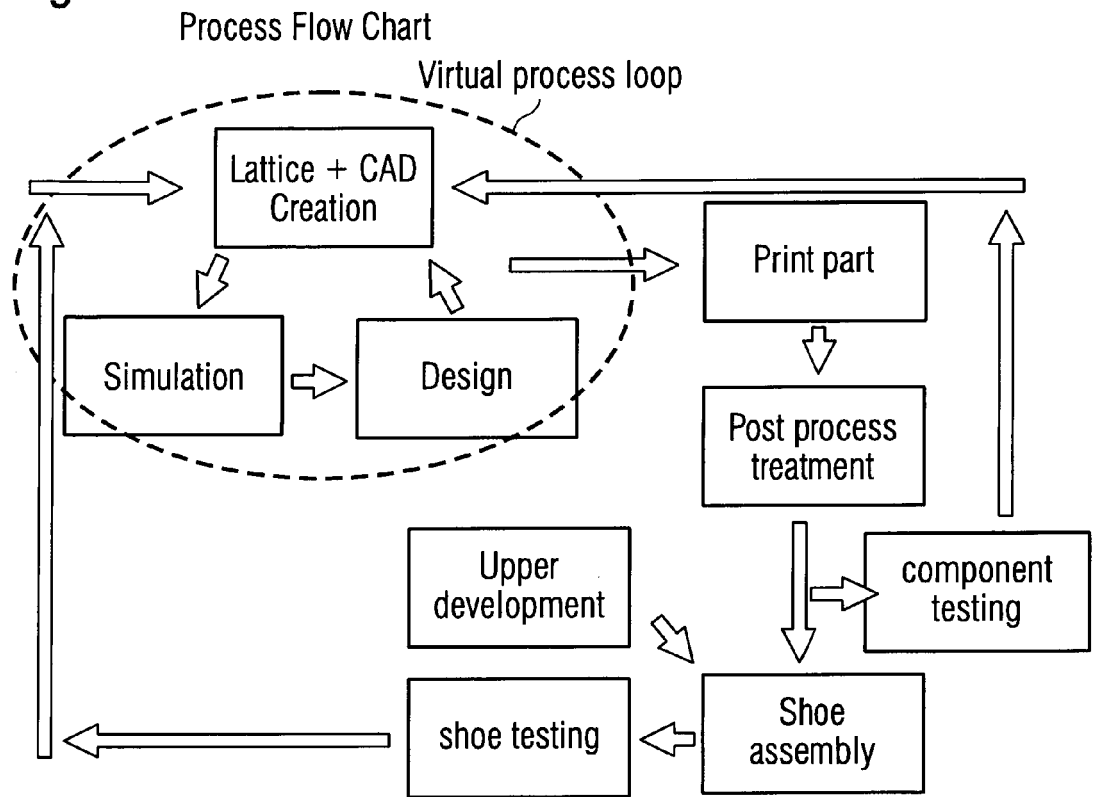 Process Flow Chart
Virtual process loop
Lattice + CAD
Creation
Print part
Simulation
Design
Post process
treatment
Upper
development
component
testing
shoe testing
Shoe
assembly